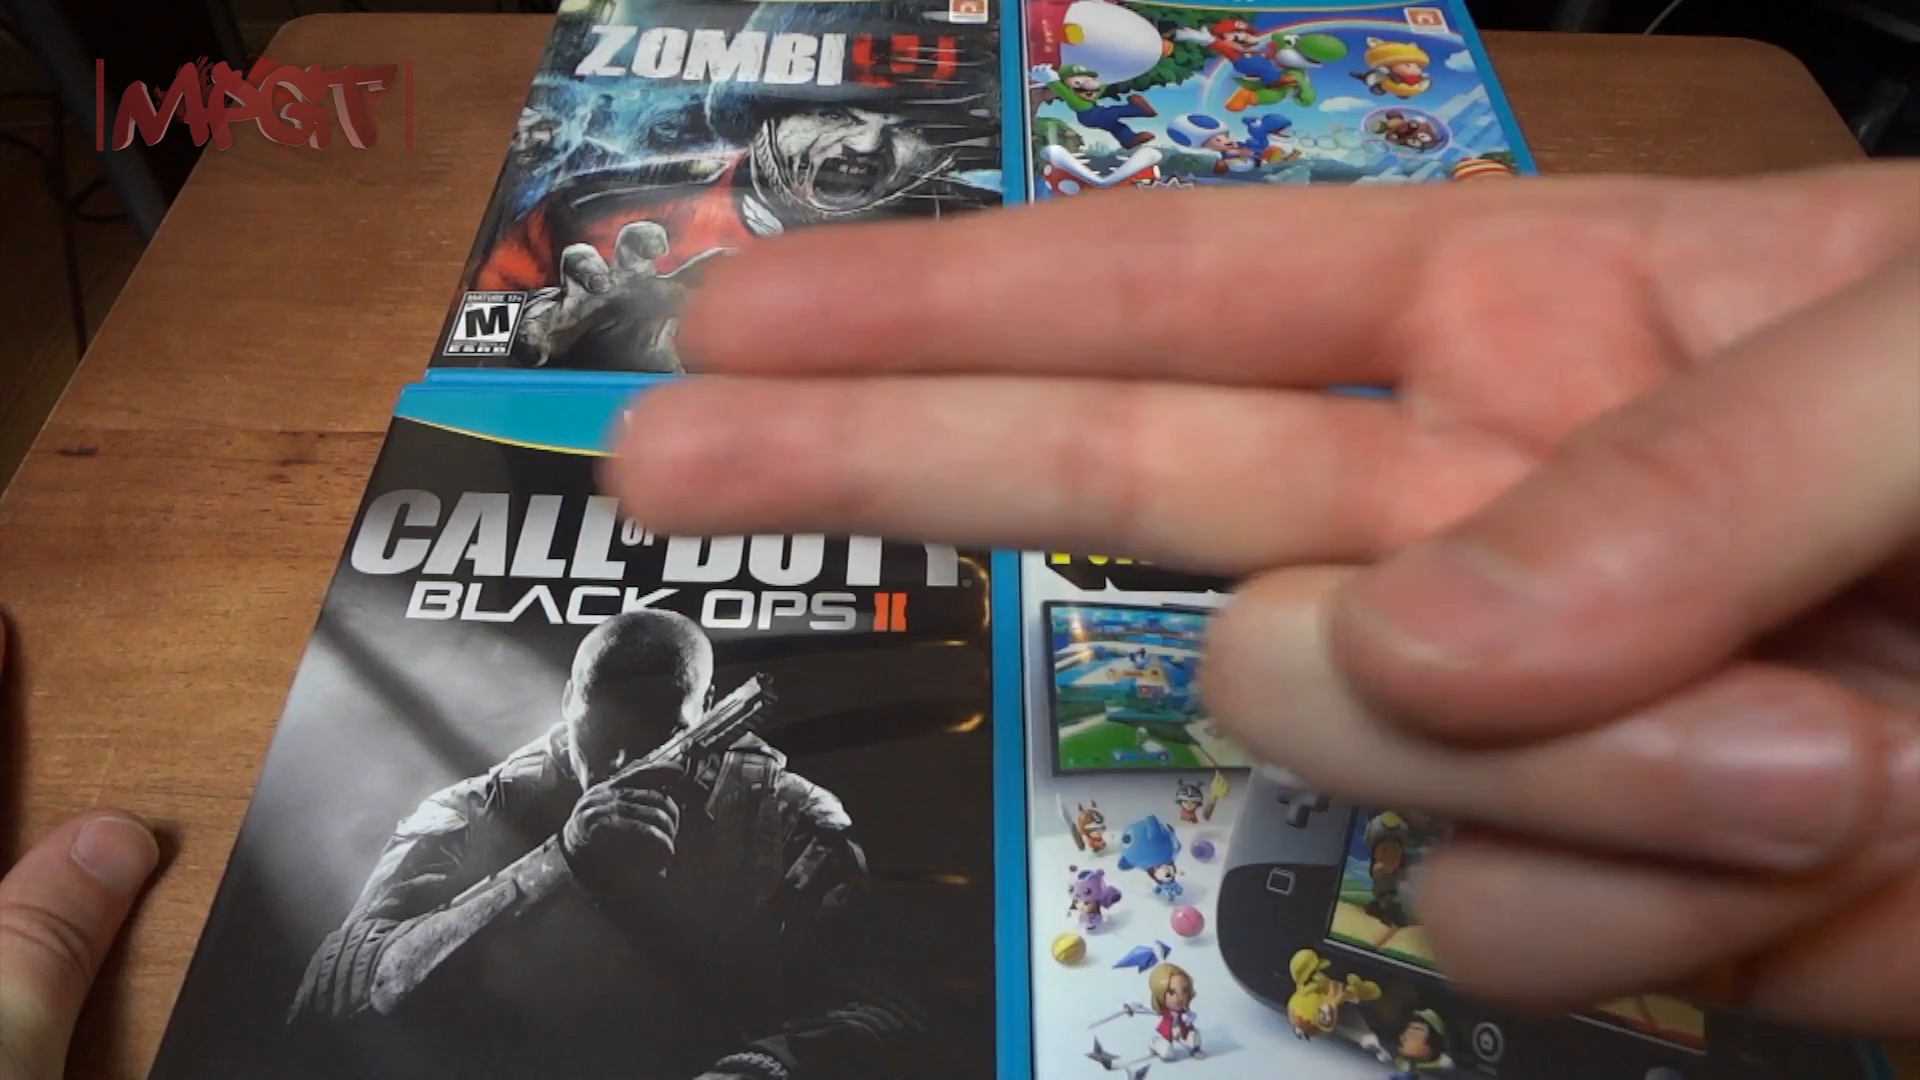 MPGT
ZOMBI U
MATURE 17+
M
ESRB
CALL OF DUTY
BLACK OPS II